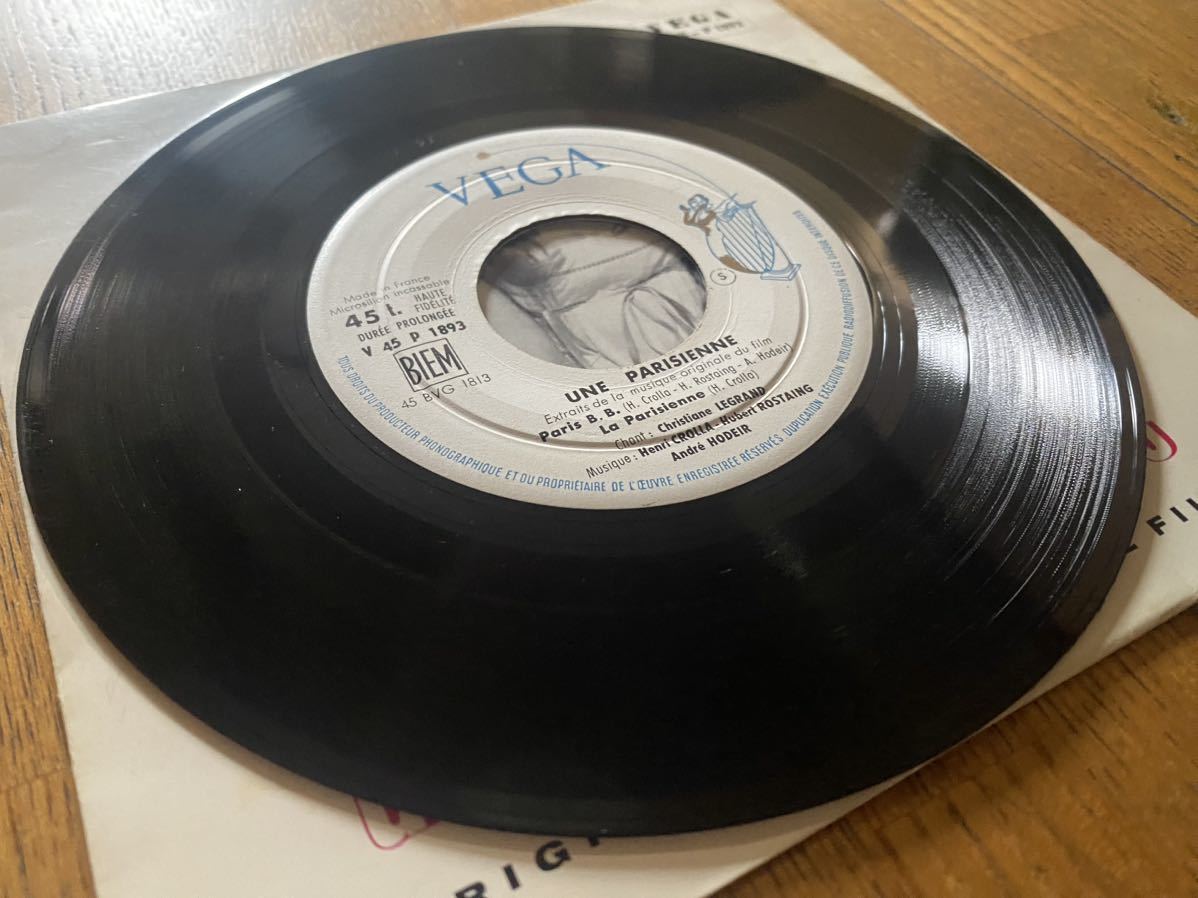 VEGA
VEGA
Made in France
Microsillon incassable
45 t. HAUTE FIDÉLITÉ
DURÉE PROLONGÉE
V 45 P 1893
BIEM
45 BVG 1813
S
UNE PARISIENNE
Extraits de la musique originale du film
Paris B. B. (H. Crolla - H. Rostaing - A. Hodeir)
La Parisienne (H. Crolla)
Chant : Christiane LEGRAND
Musique : Henri CROLLA - Hubert ROSTAING
André HODEIR
TOUS DROITS DU PRODUCTEUR PHONOGRAPHIQUE ET DU PROPRIÉTAIRE DE L'ŒUVRE ENREGISTRÉE RÉSERVÉS DUPLICATION EXÉCUTION PUBLIQUE RADIODIFFUSION DE CE DISQUE INTERDITES